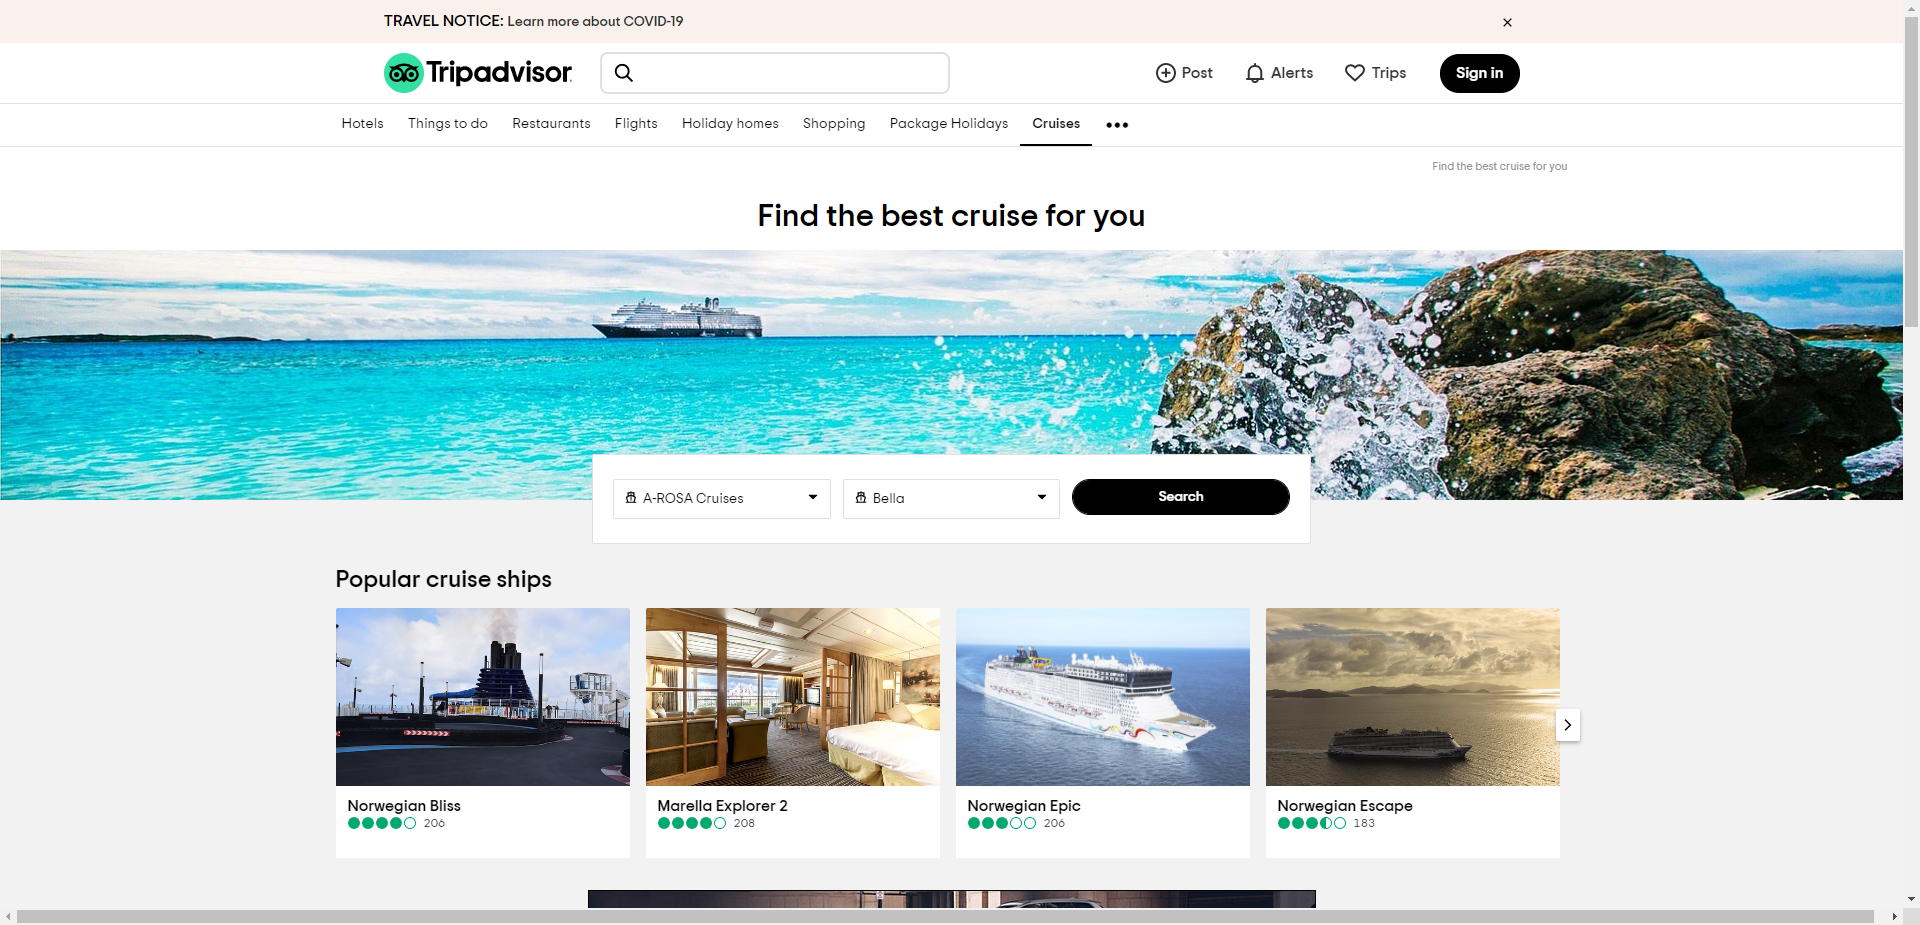 TRAVEL NOTICE: Learn more about COVID-19
Tripadvisor
Post
Alerts
Trips
Sign in
Hotels
Things to do
Restaurants
Flights
Holiday homes
Shopping
Package Holidays
Cruises
Find the best cruise for you
Find the best cruise for you
A-ROSA Cruises
Bella
Search
Popular cruise ships
Norwegian Bliss
206
Marella Explorer 2
208
Norwegian Epic
206
Norwegian Escape
183